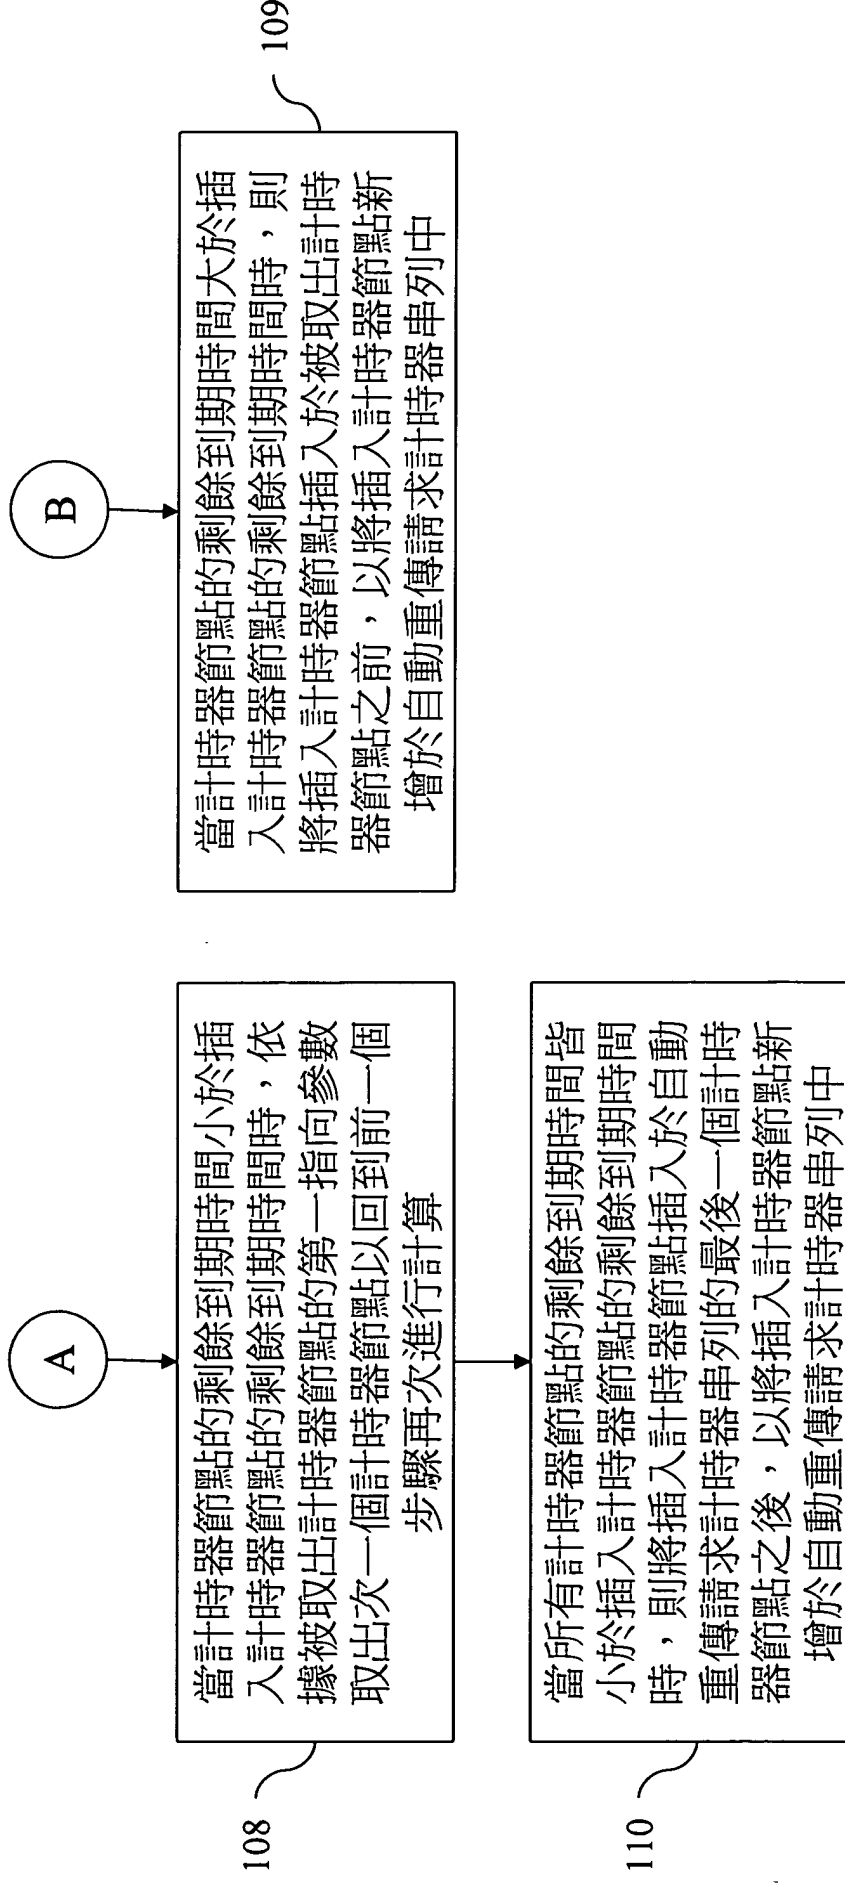 A
108
當計時器節點的剩餘到期時間小於插
入計時器節點的剩餘到期時間時，依
據被取出計時器節點的第一指向參數
取出次一個計時器節點以回到前一個
步驟再次進行計算
110
當所有計時器節點的剩餘到期時間皆
小於插入計時器節點的剩餘到期時間
時，則將插入計時器節點插入於自動
重傳請求計時器串列的最後一個計時
器節點之後，以將插入計時器節點新
增於自動重傳請求計時器串列中
B
109
當計時器節點的剩餘到期時間大於插
入計時器節點的剩餘到期時間時，則
將插入計時器節點插入於被取出計時
器節點之前，以將插入計時器節點新
增於自動重傳請求計時器串列中